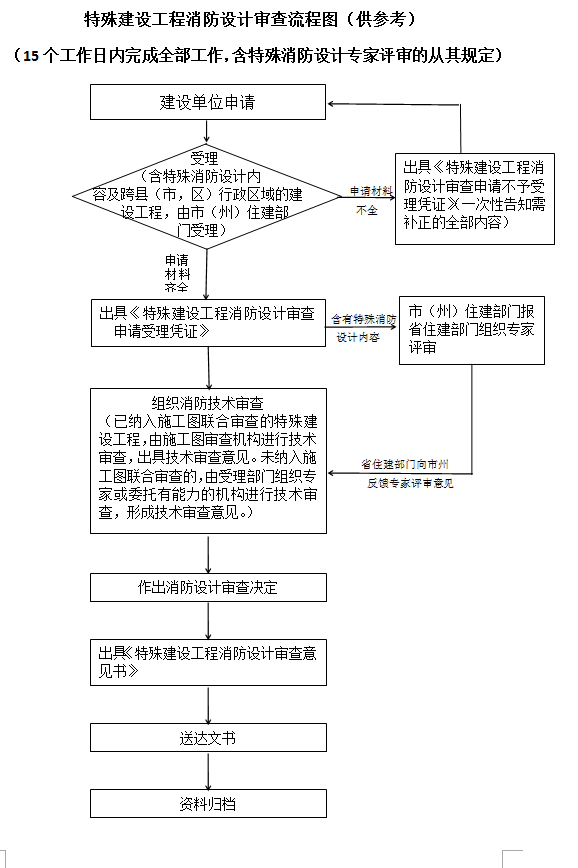 特殊建设工程消防设计审查流程图（供参考）
（15个工作日内完成全部工作,含特殊消防设计专家评审的从其规定）
建设单位申请
受理
（含特殊消防设计内
容及跨县（市，区）行政区域的建
设工程，由市（州）住建部
门受理）
申请材料
不全
出具《特殊建设工程消
防设计审查申请不予受
理凭证》（一次性告知需
补正的全部内容）
申请
材料
齐全
出具《特殊建设工程消防设计审查
申请受理凭证》
含有特殊消防
设计内容
市（州）住建部门报
省住建部门组织专家
评审
组织消防技术审查
（已纳入施工图联合审查的特殊建
设工程,由施工图审查机构进行技术
审查,出具技术审查意见。未纳入施
工图联合审查的,由受理部门组织专
家或委托有能力的机构进行技术审
查，形成技术审查意见。）
省住建部门向市州
反馈专家评审意见
作出消防设计审查决定
出具《特殊建设工程消防设计审查意
见书》
送达文书
资料归档